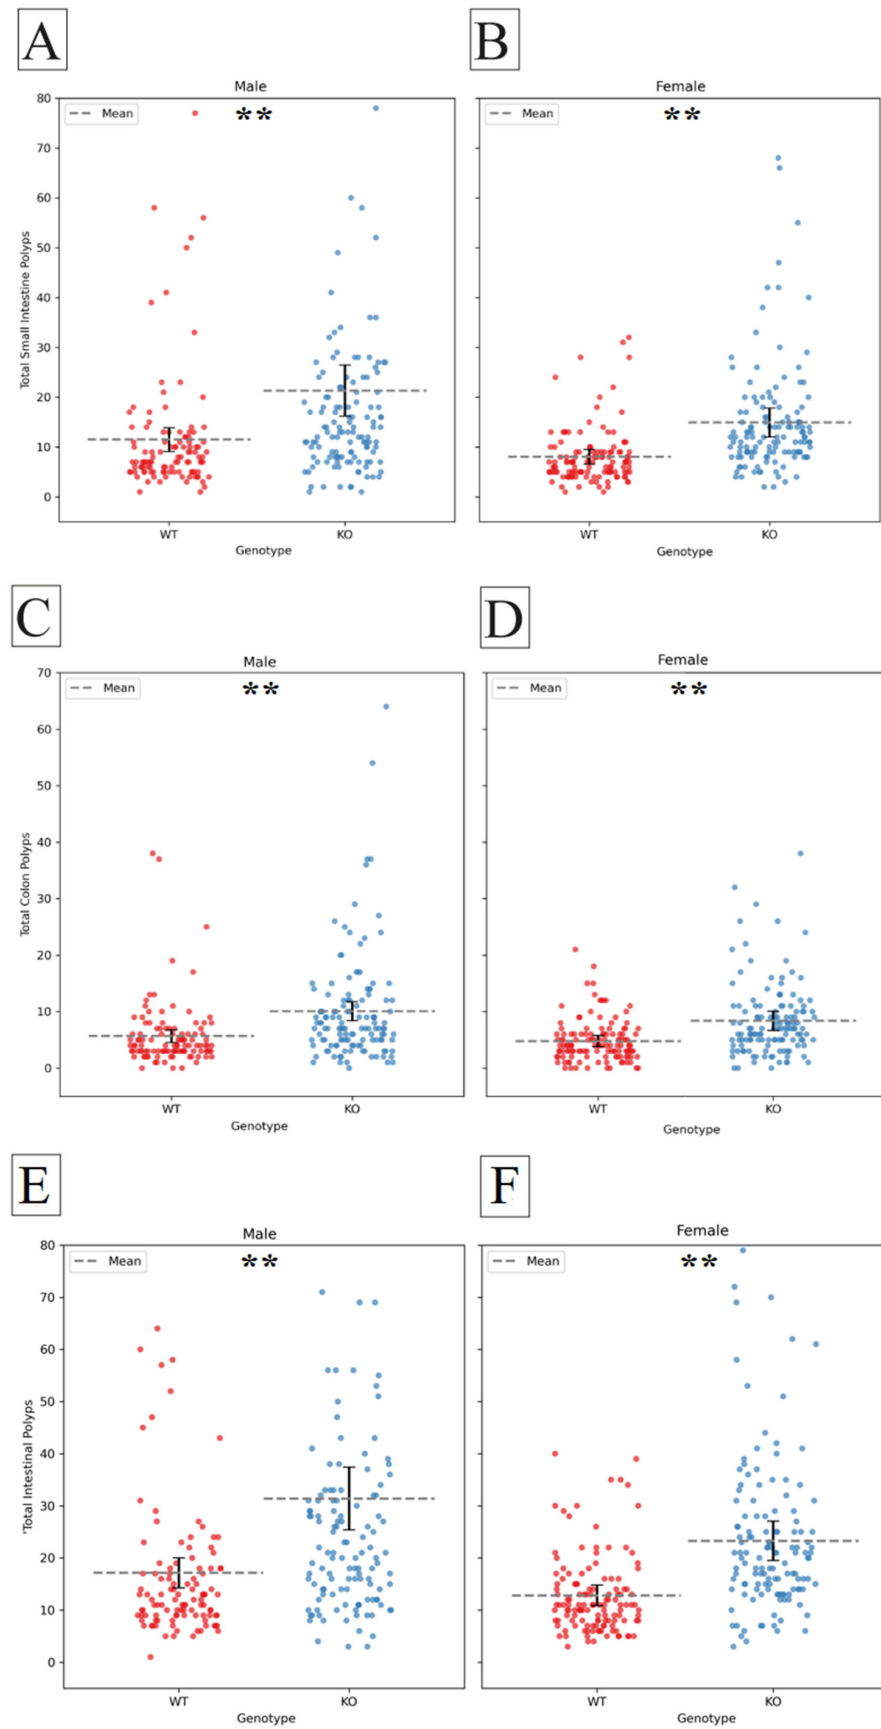 A
B
Male
Female
Mean
**
Mean
**
80
70
60
50
40
30
20
10
0
Total Small Intestine Polyps
WT
KO
WT
KO
Genotype
Genotype
C
D
Male
Female
Mean
**
Mean
**
70
60
50
40
30
20
10
0
Total Colon Polyps
WT
KO
WT
KO
Genotype
Genotype
E
F
Male
Female
Mean
**
Mean
**
80
70
60
50
40
30
20
10
0
'Total Intestinal Polyps
WT
KO
WT
KO
Genotype
Genotype